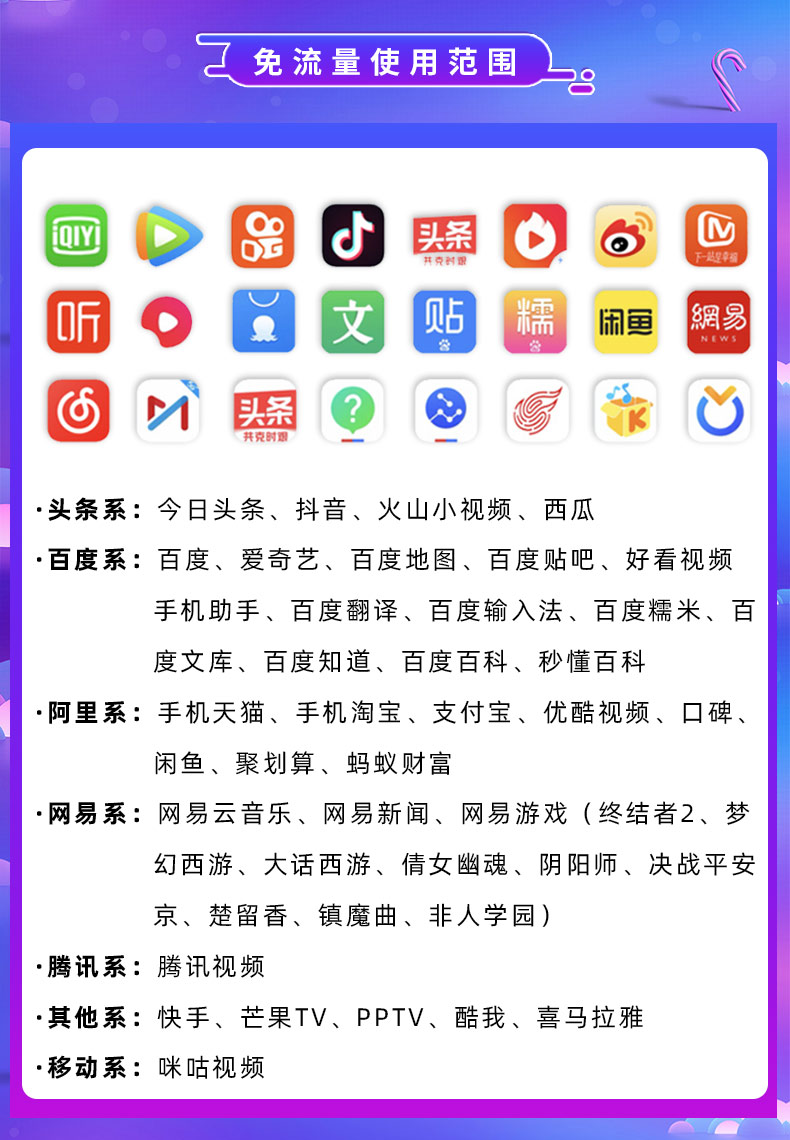 免流量使用范围
iQIYI
头条
共克时艰
下一站是幸福
听
文
贴
糯
闲鱼
網易
NEWS
头条
共克时艰
?
K
·头条系：今日头条、抖音、火山小视频、西瓜
·百度系：百度、爱奇艺、百度地图、百度贴吧、好看视频
手机助手、百度翻译、百度输入法、百度糯米、百
度文库、百度知道、百度百科、秒懂百科
·阿里系：手机天猫、手机淘宝、支付宝、优酷视频、口碑、
闲鱼、聚划算、蚂蚁财富
·网易系：网易云音乐、网易新闻、网易游戏（终结者2、梦
幻西游、大话西游、倩女幽魂、阴阳师、决战平安
京、楚留香、镇魔曲、非人学园）
·腾讯系：腾讯视频
·其他系：快手、芒果TV、PPTV、酷我、喜马拉雅
·移动系：咪咕视频